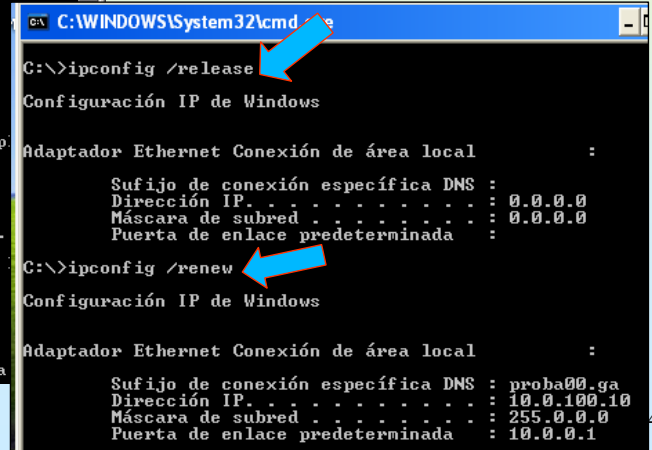 C:\WINDOWS\System32\cmd.exe
C:\>ipconfig /release
Configuración IP de Windows
Adaptador Ethernet Conexión de área local          :
Sufijo de conexión específica DNS :
Dirección IP. . . . . . . . . . . : 0.0.0.0
Máscara de subred . . . . . . . . : 0.0.0.0
Puerta de enlace predeterminada   :
C:\>ipconfig /renew
Configuración IP de Windows
Adaptador Ethernet Conexión de área local          :
Sufijo de conexión específica DNS : proba00.ga
Dirección IP. . . . . . . . . . . : 10.0.100.10
Máscara de subred . . . . . . . . : 255.0.0.0
Puerta de enlace predeterminada   : 10.0.0.1